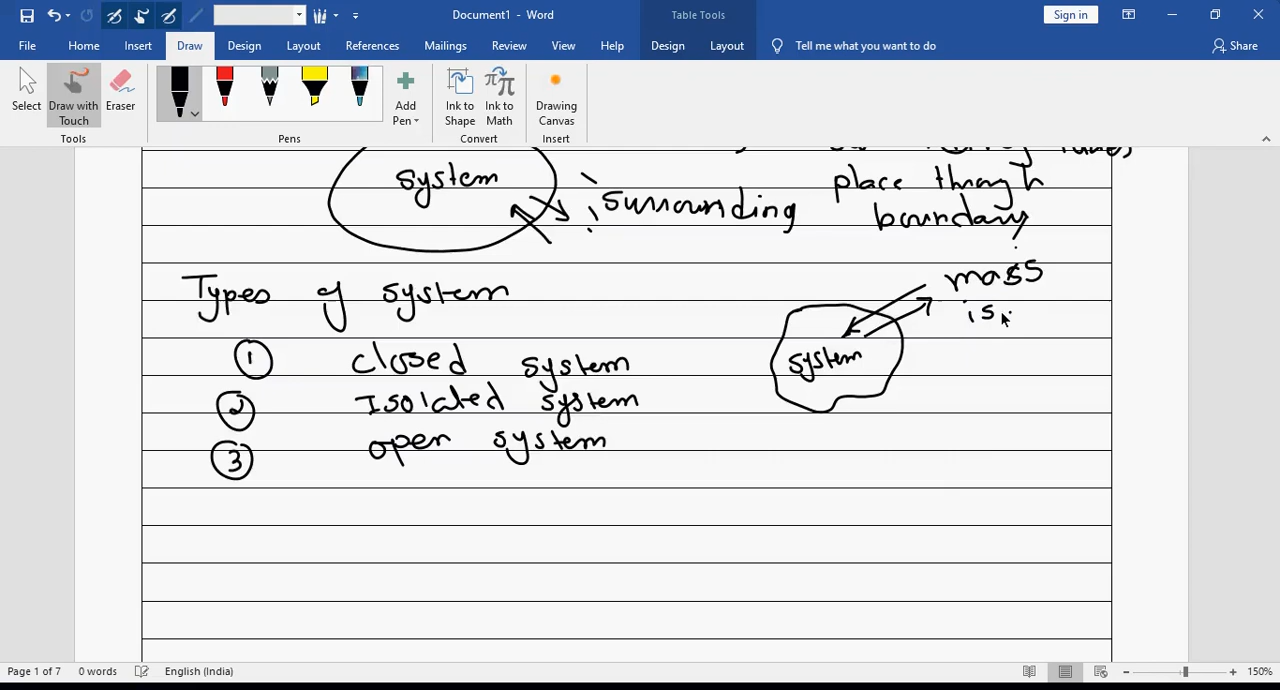 Document1 - Word
Table Tools
Sign in
File
Home
Insert
Draw
Design
Layout
References
Mailings
Review
View
Help
Design
Layout
Tell me what you want to do
Share
Select
Draw with Touch
Eraser
Add Pen
Ink to Shape
Ink to Math
Drawing Canvas
Tools
Pens
Convert
Insert
system
Surrounding
place through
boundary
Types of system
mass
is
① closed system
② Isolated system
③ open system
system
Page 1 of 7
0 words
English (India)
150%